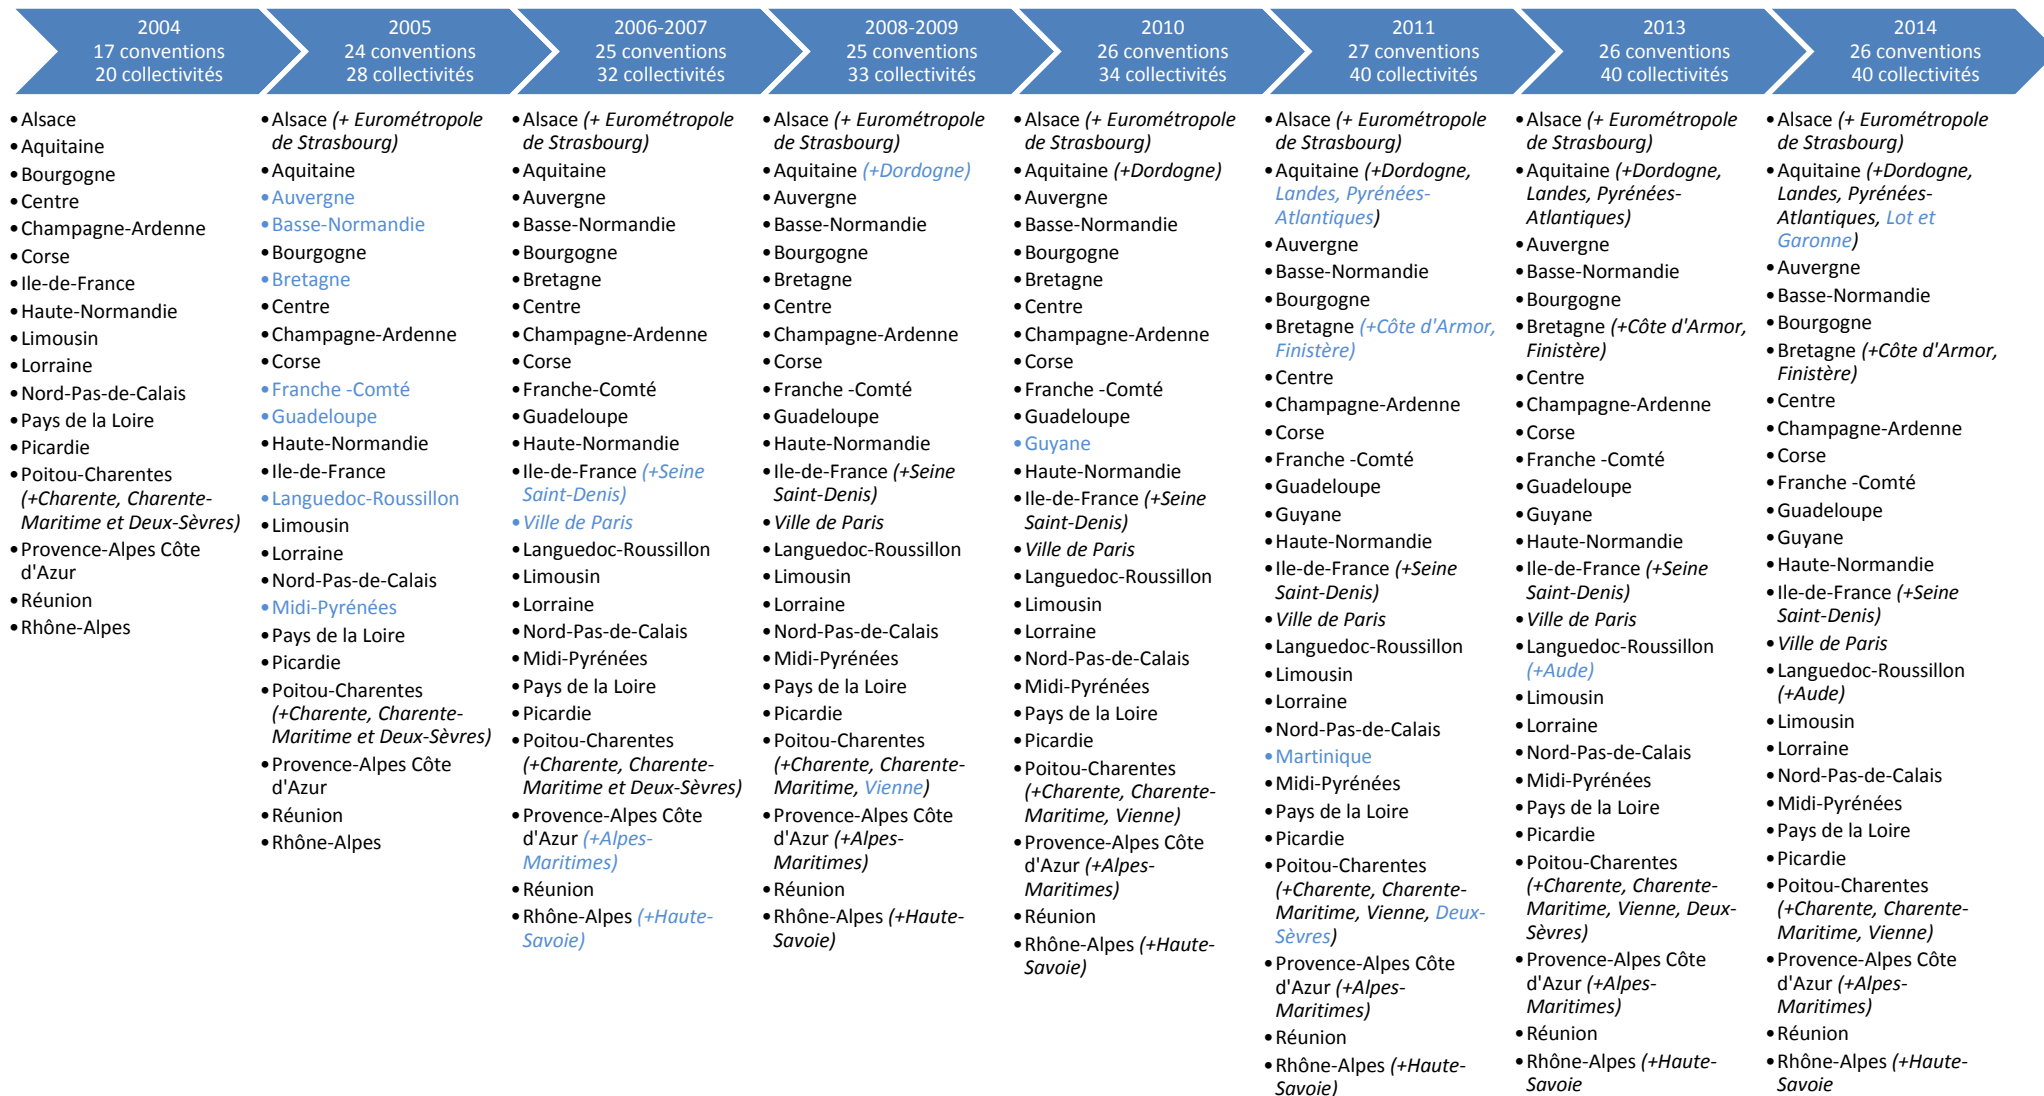 2004
17 conventions
20 collectivités
2005
24 conventions
28 collectivités
2006-2007
25 conventions
32 collectivités
2008-2009
25 conventions
33 collectivités
2010
26 conventions
34 collectivités
2011
27 conventions
40 collectivités
2013
26 conventions
40 collectivités
2014
26 conventions
40 collectivités
•Alsace
•Aquitaine
•Bourgogne
•Centre
•Champagne-Ardenne
•Corse
•Ile-de-France
•Haute-Normandie
•Limousin
•Lorraine
•Nord-Pas-de-Calais
•Pays de la Loire
•Picardie
•Poitou-Charentes
(+Charente, Charente-
Maritime et Deux-Sèvres)
•Provence-Alpes Côte
d'Azur
•Réunion
•Rhône-Alpes
•Alsace (+ Eurométropole
de Strasbourg)
•Aquitaine
•Auvergne
•Basse-Normandie
•Bourgogne
•Bretagne
•Centre
•Champagne-Ardenne
•Corse
•Franche -Comté
•Guadeloupe
•Haute-Normandie
•Ile-de-France
•Languedoc-Roussillon
•Limousin
•Lorraine
•Nord-Pas-de-Calais
•Midi-Pyrénées
•Pays de la Loire
•Picardie
•Poitou-Charentes
(+Charente, Charente-
Maritime et Deux-Sèvres)
•Provence-Alpes Côte
d'Azur
•Réunion
•Rhône-Alpes
•Alsace (+ Eurométropole
de Strasbourg)
•Aquitaine
•Auvergne
•Basse-Normandie
•Bourgogne
•Bretagne
•Centre
•Champagne-Ardenne
•Corse
•Franche-Comté
•Guadeloupe
•Haute-Normandie
•Ile-de-France (+Seine
Saint-Denis)
•Ville de Paris
•Languedoc-Roussillon
•Limousin
•Lorraine
•Nord-Pas-de-Calais
•Midi-Pyrénées
•Pays de la Loire
•Picardie
•Poitou-Charentes
(+Charente, Charente-
Maritime et Deux-Sèvres)
•Provence-Alpes Côte
d'Azur (+Alpes-
Maritimes)
•Réunion
•Rhône-Alpes (+Haute-
Savoie)
•Alsace (+ Eurométropole
de Strasbourg)
•Aquitaine (+Dordogne)
•Auvergne
•Basse-Normandie
•Bourgogne
•Bretagne
•Centre
•Champagne-Ardenne
•Corse
•Franche -Comté
•Guadeloupe
•Haute-Normandie
•Ile-de-France (+Seine
Saint-Denis)
•Ville de Paris
•Languedoc-Roussillon
•Limousin
•Lorraine
•Nord-Pas-de-Calais
•Midi-Pyrénées
•Pays de la Loire
•Picardie
•Poitou-Charentes
(+Charente, Charente-
Maritime, Vienne)
•Provence-Alpes Côte
d'Azur (+Alpes-
Maritimes)
•Réunion
•Rhône-Alpes (+Haute-
Savoie)
•Alsace (+ Eurométropole
de Strasbourg)
•Aquitaine (+Dordogne)
•Auvergne
•Basse-Normandie
•Bourgogne
•Bretagne
•Centre
•Champagne-Ardenne
•Corse
•Franche -Comté
•Guadeloupe
•Guyane
•Haute-Normandie
•Ile-de-France (+Seine
Saint-Denis)
•Ville de Paris
•Languedoc-Roussillon
•Limousin
•Lorraine
•Nord-Pas-de-Calais
•Midi-Pyrénées
•Pays de la Loire
•Picardie
•Poitou-Charentes
(+Charente, Charente-
Maritime, Vienne)
•Provence-Alpes Côte
d'Azur (+Alpes-
Maritimes)
•Réunion
•Rhône-Alpes (+Haute-
Savoie)
•Alsace (+ Eurométropole
de Strasbourg)
•Aquitaine (+Dordogne,
Landes, Pyrénées-
Atlantiques)
•Auvergne
•Basse-Normandie
•Bourgogne
•Bretagne (+Côte d'Armor,
Finistère)
•Centre
•Champagne-Ardenne
•Corse
•Franche -Comté
•Guadeloupe
•Guyane
•Haute-Normandie
•Ile-de-France (+Seine
Saint-Denis)
•Ville de Paris
•Languedoc-Roussillon
•Limousin
•Lorraine
•Nord-Pas-de-Calais
•Martinique
•Midi-Pyrénées
•Pays de la Loire
•Picardie
•Poitou-Charentes
(+Charente, Charente-
Maritime, Vienne, Deux-
Sèvres)
•Provence-Alpes Côte
d'Azur (+Alpes-
Maritimes)
•Réunion
•Rhône-Alpes (+Haute-
Savoie)
•Alsace (+ Eurométropole
de Strasbourg)
•Aquitaine (+Dordogne,
Landes, Pyrénées-
Atlantiques)
•Auvergne
•Basse-Normandie
•Bourgogne
•Bretagne (+Côte d'Armor,
Finistère)
•Centre
•Champagne-Ardenne
•Corse
•Franche -Comté
•Guadeloupe
•Guyane
•Haute-Normandie
•Ile-de-France (+Seine
Saint-Denis)
•Ville de Paris
•Languedoc-Roussillon
(+Aude)
•Limousin
•Lorraine
•Nord-Pas-de-Calais
•Midi-Pyrénées
•Pays de la Loire
•Picardie
•Poitou-Charentes
(+Charente, Charente-
Maritime, Vienne, Deux-
Sèvres)
•Provence-Alpes Côte
d'Azur (+Alpes-
Maritimes)
•Réunion
•Rhône-Alpes (+Haute-
Savoie
•Alsace (+ Eurométropole
de Strasbourg)
•Aquitaine (+Dordogne,
Landes, Pyrénées-
Atlantiques, Lot et
Garonne)
•Auvergne
•Basse-Normandie
•Bourgogne
•Bretagne (+Côte d'Armor,
Finistère)
•Centre
•Champagne-Ardenne
•Corse
•Franche -Comté
•Guadeloupe
•Guyane
•Haute-Normandie
•Ile-de-France (+Seine
Saint-Denis)
•Ville de Paris
•Languedoc-Roussillon
(+Aude)
•Limousin
•Lorraine
•Nord-Pas-de-Calais
•Midi-Pyrénées
•Pays de la Loire
•Picardie
•Poitou-Charentes
(+Charente, Charente-
Maritime, Vienne)
•Provence-Alpes Côte
d'Azur (+Alpes-
Maritimes)
•Réunion
•Rhône-Alpes (+Haute-
Savoie